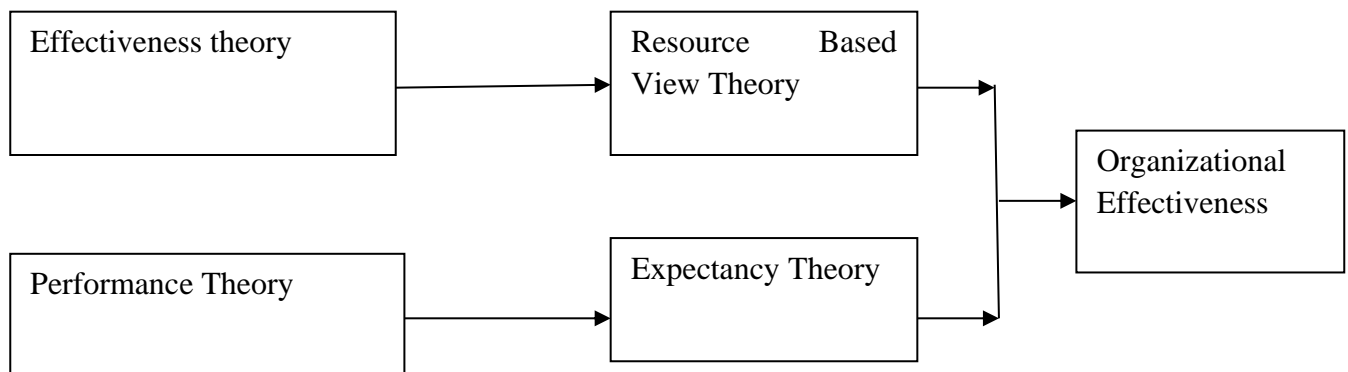 Effectiveness theory
Resource Based
View Theory
Organizational
Effectiveness
Performance Theory
Expectancy Theory